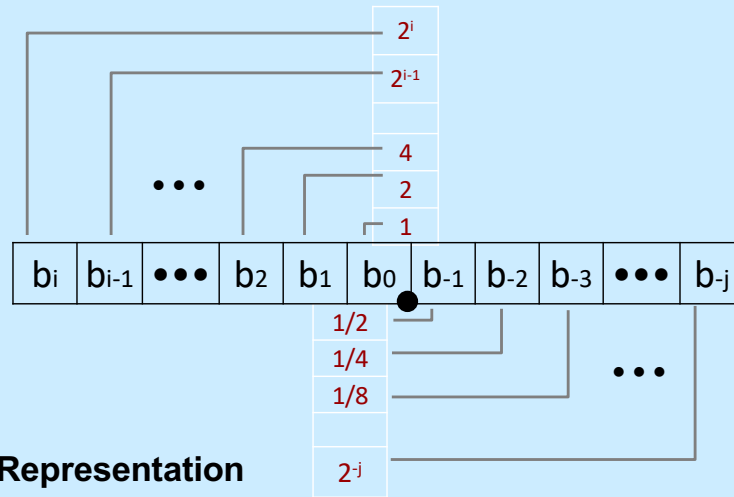 2ⁱ
2ⁱ⁻¹
4
•••
2
1
bᵢ bᵢ₋₁ ••• b₂ b₁ b₀ b₋₁ b₋₂ b₋₃ ••• b₋ⱼ
1/2
1/4
•••
1/8
Representation
2⁻ʲ